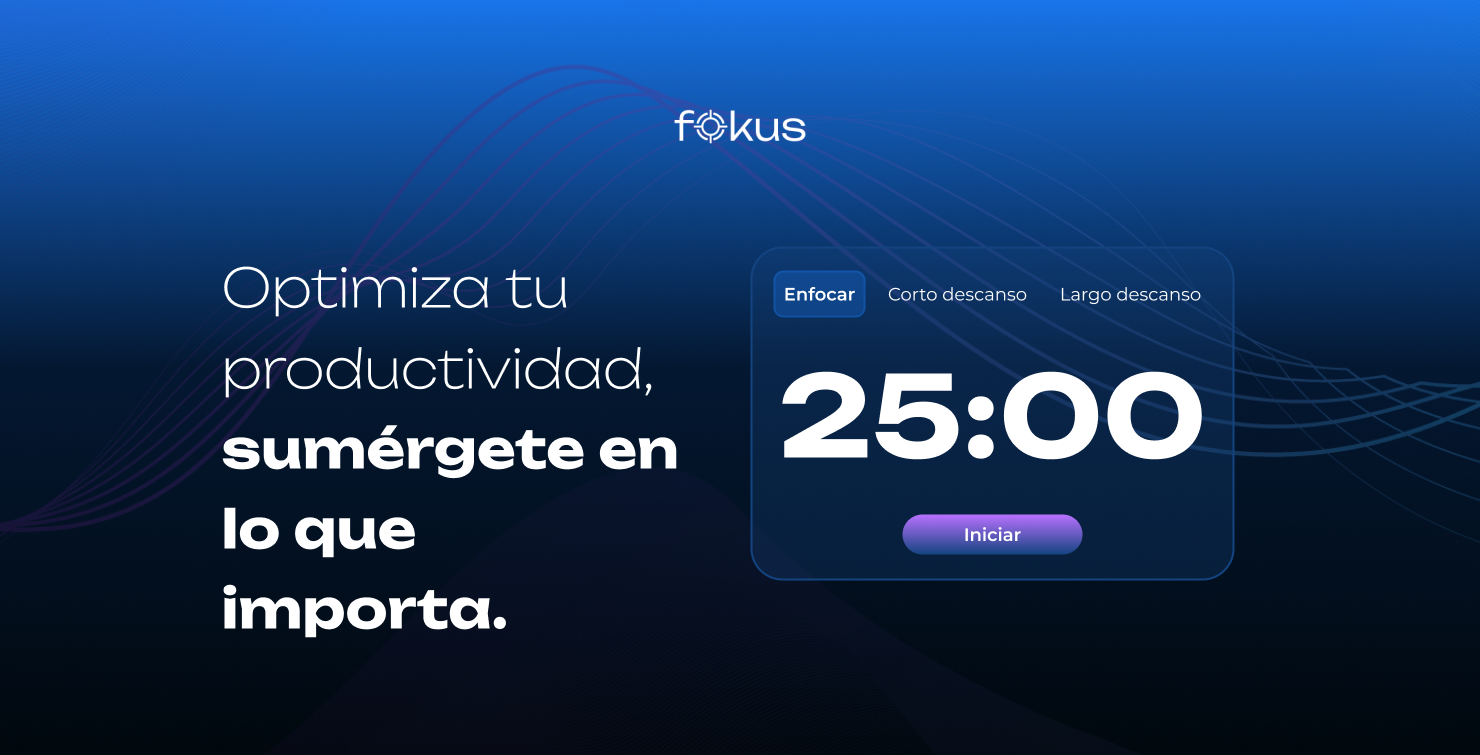 fokus
Optimiza tu
productividad,
sumérgete en
lo que
importa.
Enfocar Corto descanso Largo descanso
25:00
Iniciar